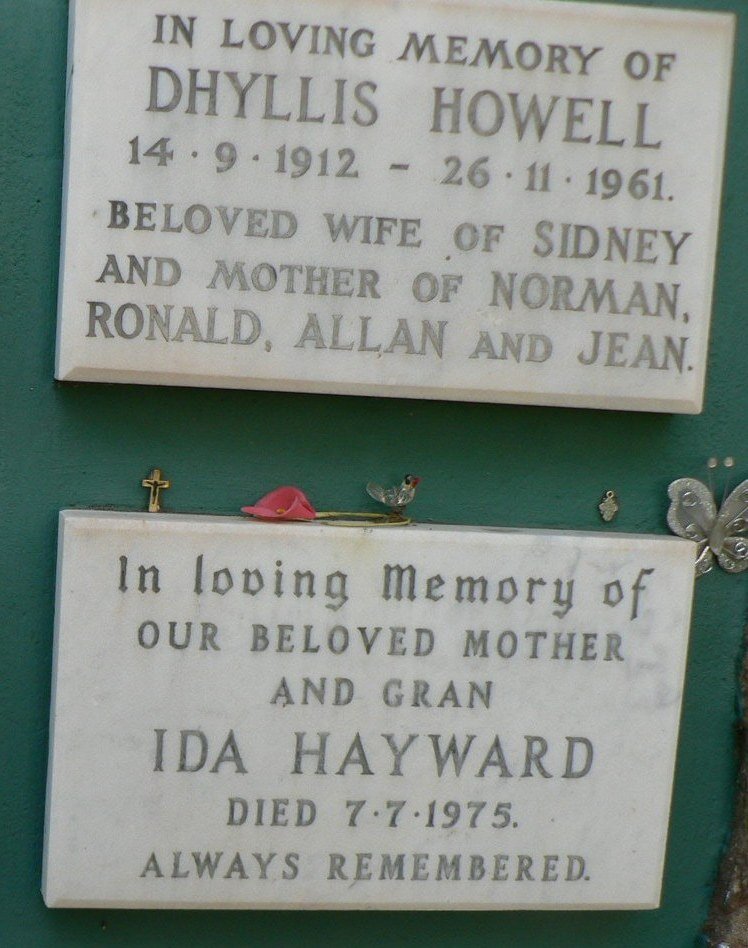 IN LOVING MEMORY OF
DHYLLIS HOWELL
14·9·1912 – 26·11·1961.
BELOVED WIFE OF SIDNEY
AND MOTHER OF NORMAN,
RONALD, ALLAN AND JEAN.
In loving Memory of
OUR BELOVED MOTHER
AND GRAN
IDA HAYWARD
DIED 7·7·1975.
ALWAYS REMEMBERED.